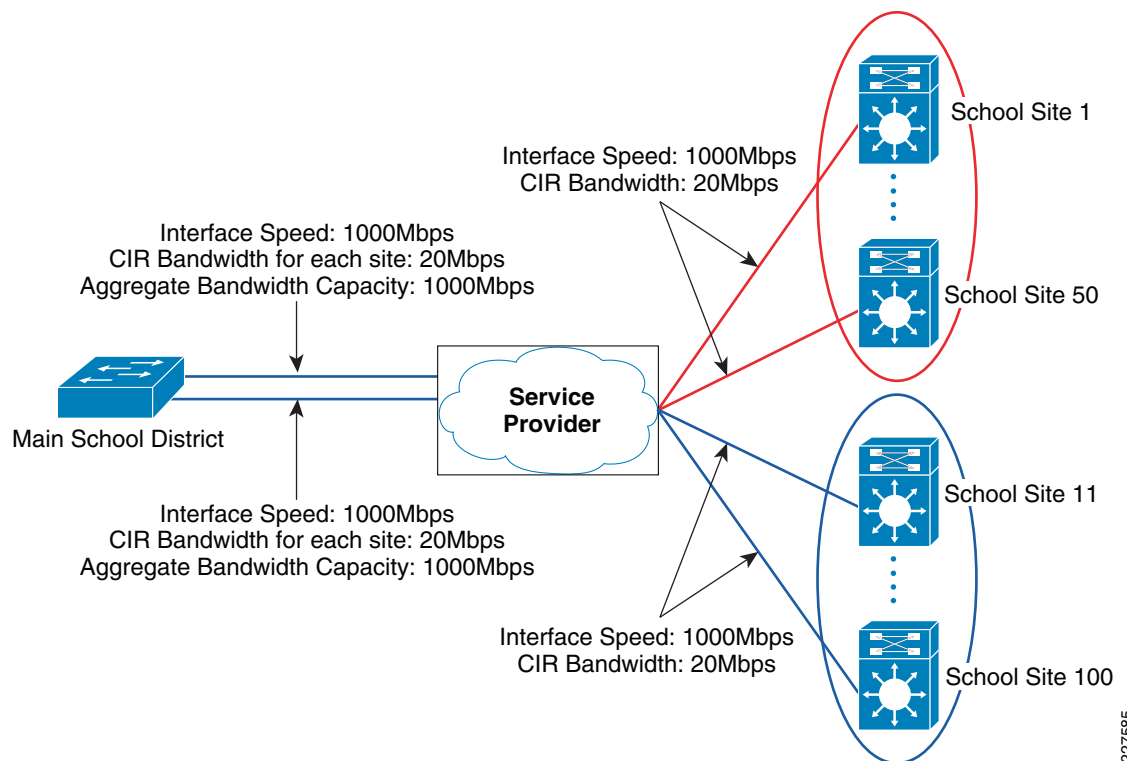 School Site 1
Interface Speed: 1000Mbps
CIR Bandwidth: 20Mbps
Interface Speed: 1000Mbps
CIR Bandwidth for each site: 20Mbps
Aggregate Bandwidth Capacity: 1000Mbps
School Site 50
Service
Provider
Main School District
School Site 11
Interface Speed: 1000Mbps
CIR Bandwidth for each site: 20Mbps
Aggregate Bandwidth Capacity: 1000Mbps
Interface Speed: 1000Mbps
CIR Bandwidth: 20Mbps
School Site 100
227585